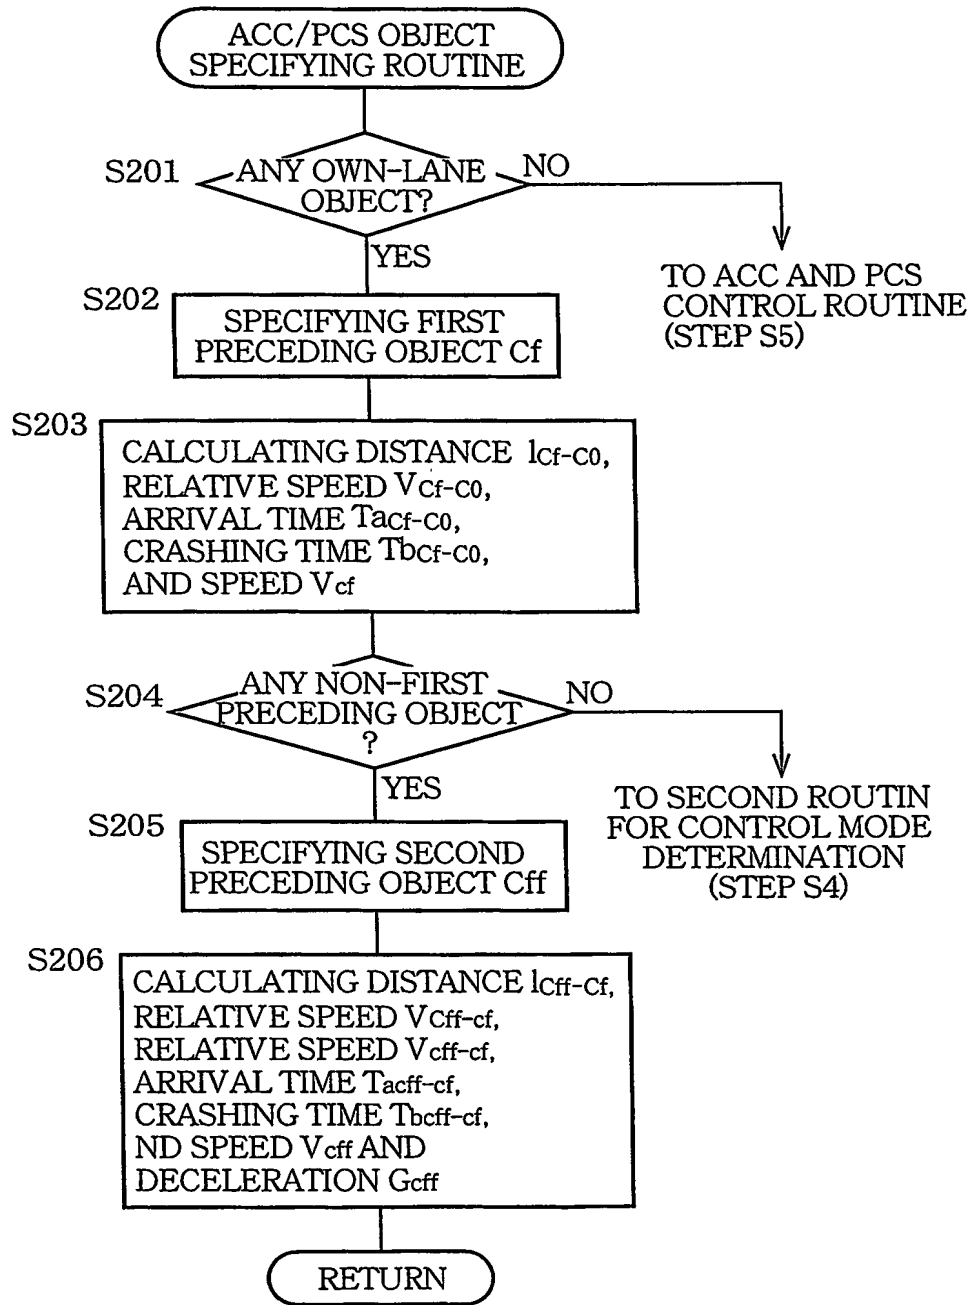 ACC/PCS OBJECT
SPECIFYING ROUTINE
S201
ANY OWN-LANE
OBJECT?
NO
YES
TO ACC AND PCS
CONTROL ROUTINE
(STEP S5)
S202
SPECIFYING FIRST
PRECEDING OBJECT Cf
S203
CALCULATING DISTANCE lCf-C0,
RELATIVE SPEED VCf-C0,
ARRIVAL TIME TaCf-C0,
CRASHING TIME TbCf-C0,
AND SPEED Vcf
S204
ANY NON-FIRST
PRECEDING OBJECT
?
NO
YES
TO SECOND ROUTIN
FOR CONTROL MODE
DETERMINATION
(STEP S4)
S205
SPECIFYING SECOND
PRECEDING OBJECT Cff
S206
CALCULATING DISTANCE lCff-Cf,
RELATIVE SPEED VCff-cf,
RELATIVE SPEED Vcff-cf,
ARRIVAL TIME Tacff-cf,
CRASHING TIME Tbcff-cf,
ND SPEED Vcff AND
DECELERATION Gcff
RETURN